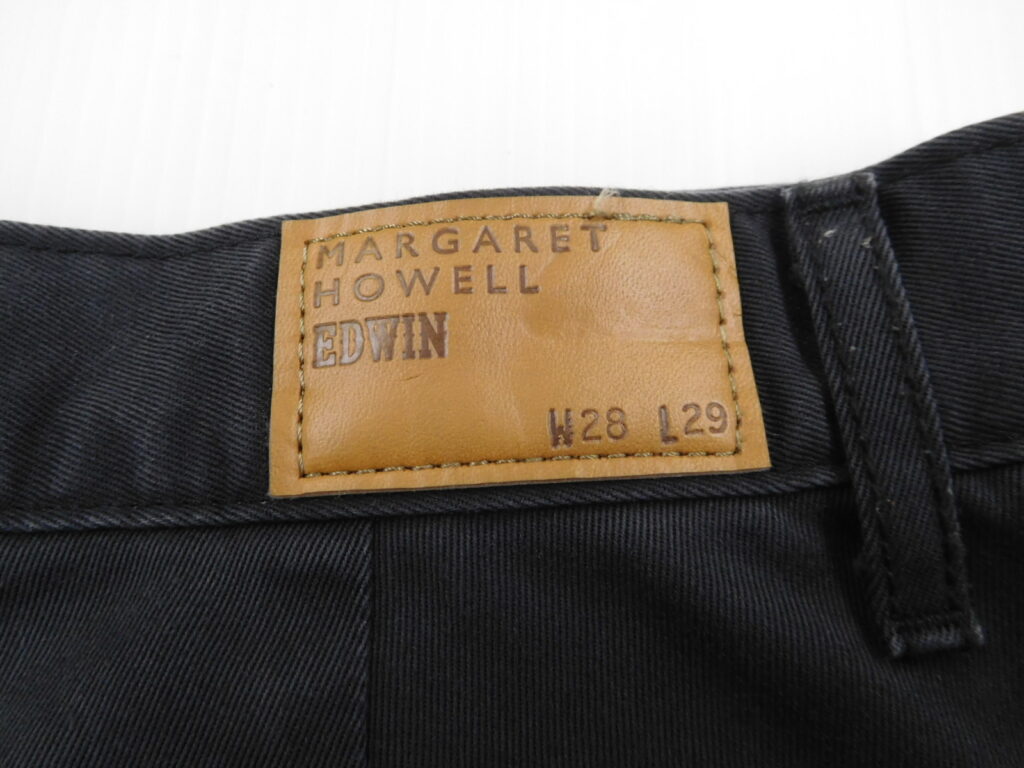 MARGARET
HOWELL
EDWIN
W28 L29